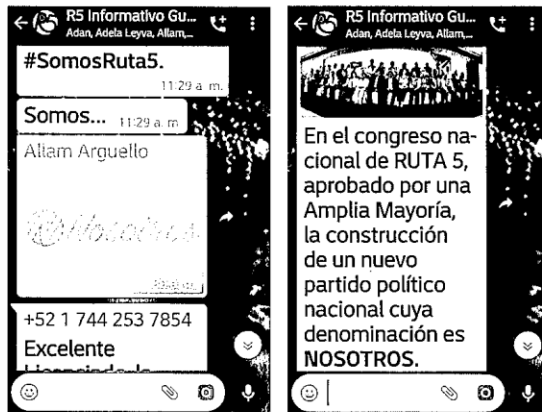 R5 Informativo Gu...
Adan, Adela Leyva, Allam,...
#SomosRuta5.
11:29 a. m.
Somos... 11:29 a. m.
Allam Arguello
@Nosotros
+52 1 744 253 7854
Excelente
R5 Informativo Gu...
Adan, Adela Leyva, Allam,...
En el congreso na-
cional de RUTA 5,
aprobado por una
Amplia Mayoría,
la construcción
de un nuevo
partido político
nacional cuya
denominación es
NOSOTROS.